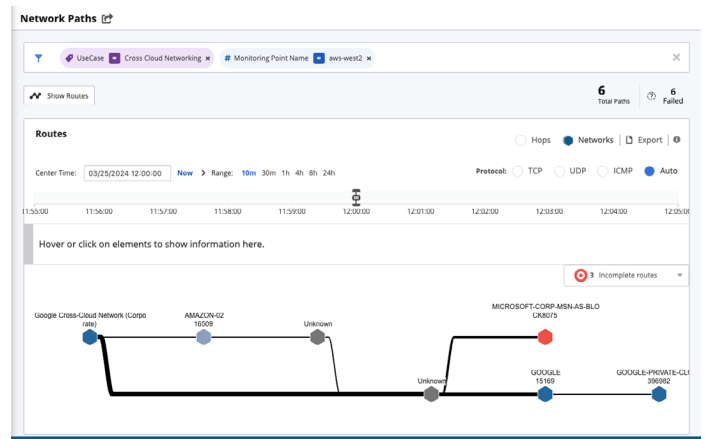 Network Paths
UseCase = Cross Cloud Networking ×
# Monitoring Point Name = aws-west2 ×
Show Routes
6
Total Paths
6
Failed
Routes
Hops Networks Export
Center Time: 03/25/2024 12:00:00 Now Range: 10m 30m 1h 4h 8h 24h
Protocol: TCP UDP ICMP Auto
11:55:00 11:56:00 11:57:00 11:58:00 11:59:00 12:00:00 12:01:00 12:02:00 12:03:00 12:04:00 12:05:00
Hover or click on elements to show information here.
3 Incomplete routes
Google Cross-Cloud Network (Corpo
rate)
AMAZON-02
16509
Unknown
MICROSOFT-CORP-MSN-AS-BLO
CK8075
Unknown
GOOGLE
15169
GOOGLE-PRIVATE-CL
396982